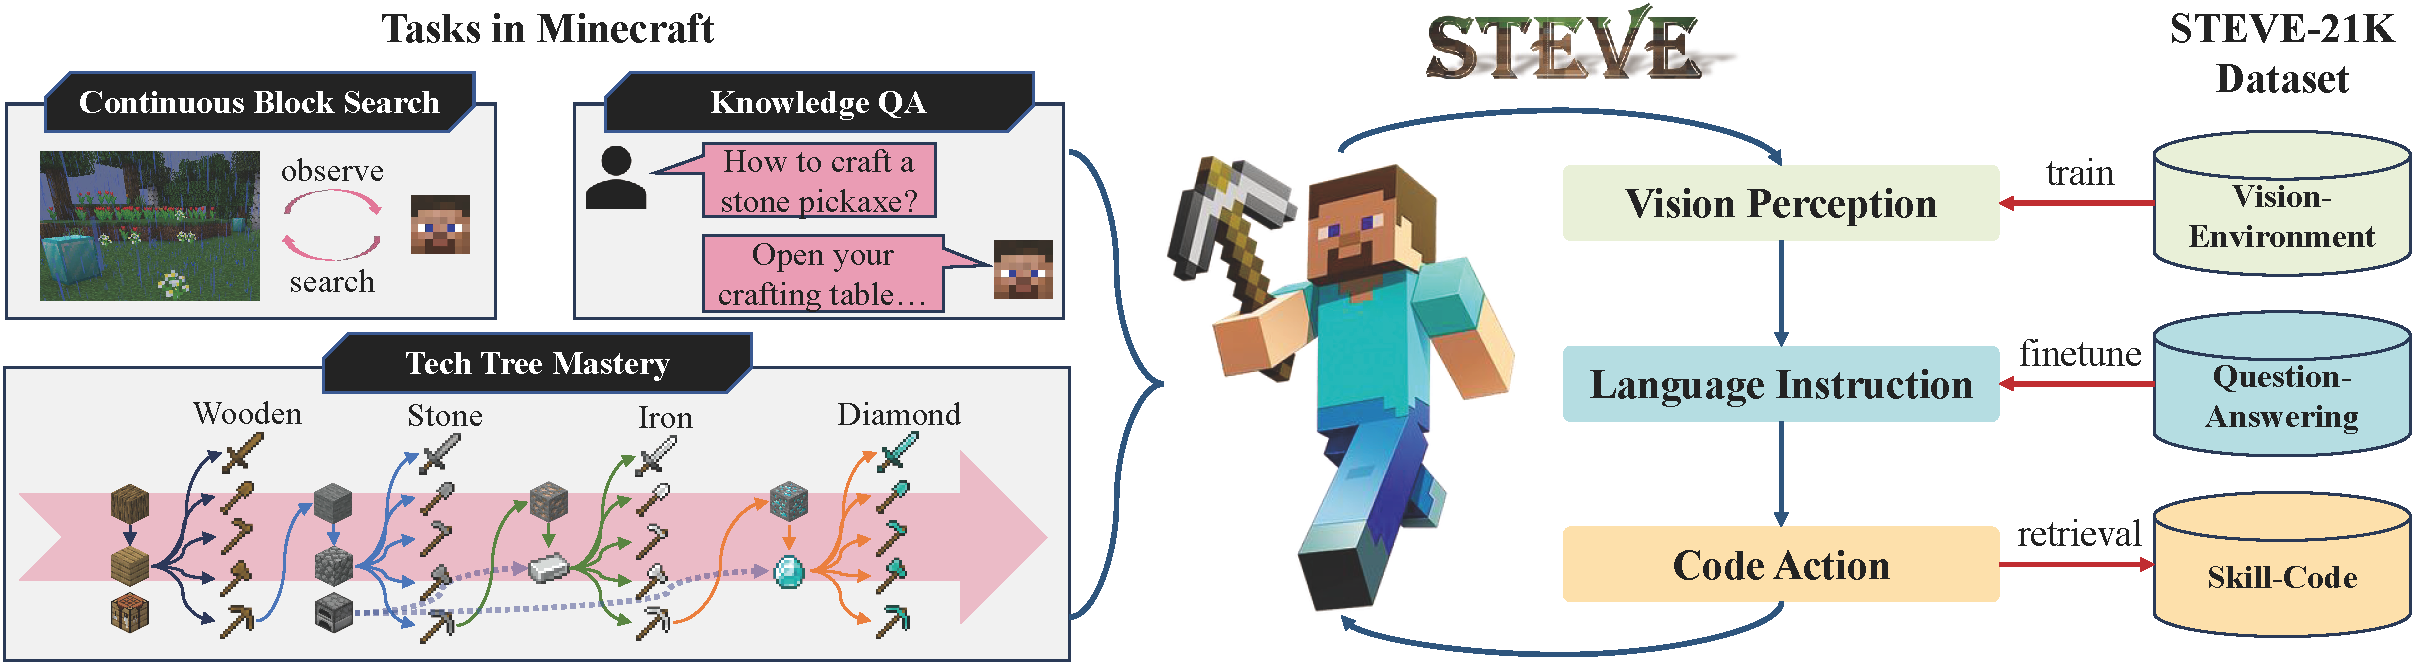 Tasks in Minecraft
Continuous Block Search
observe
search
Knowledge QA
How to craft a
stone pickaxe?
Open your
crafting table…
Tech Tree Mastery
Wooden
Stone
Iron
Diamond
STEVE
Vision Perception
Language Instruction
Code Action
train
finetune
retrieval
STEVE-21K
Dataset
Vision-
Environment
Question-
Answering
Skill-Code